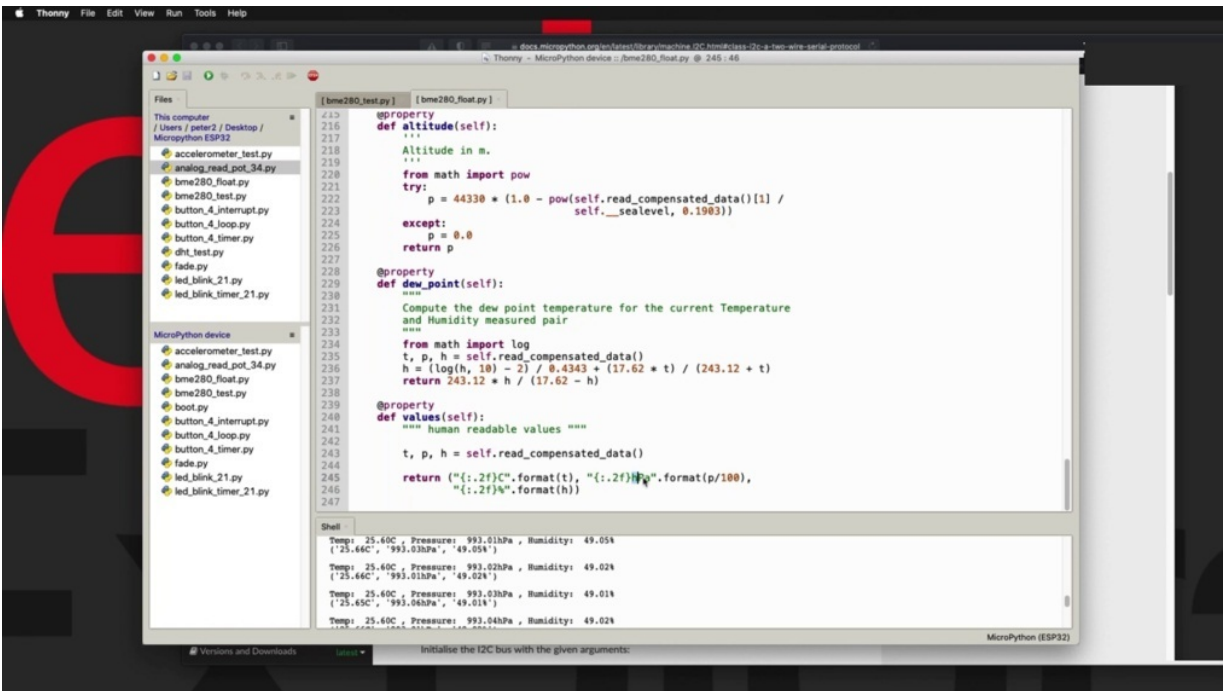 Thonny File Edit View Run Tools Help
docs.micropython.org/en/latest/library/machine.I2C.html#class-i2c-a-two-wire-serial-protocol
Thonny - MicroPython device :: /bme280_float.py @ 245 : 46
Files
This computer
/ Users / peter2 / Desktop /
Micropython ESP32
accelerometer_test.py
analog_read_pot_34.py
bme280_float.py
bme280_test.py
button_4_interrupt.py
button_4_loop.py
button_4_timer.py
dht_test.py
fade.py
led_blink_21.py
led_blink_timer_21.py
MicroPython device
accelerometer_test.py
analog_read_pot_34.py
bme280_float.py
bme280_test.py
boot.py
button_4_interrupt.py
button_4_loop.py
button_4_timer.py
fade.py
led_blink_21.py
led_blink_timer_21.py
[ bme280_test.py ] [ bme280_float.py ]
215 @property
216 def altitude(self):
217 '''
218 Altitude in m.
219 '''
220 from math import pow
221 try:
222 p = 44330 * (1.0 - pow(self.read_compensated_data()[1] /
223 self.__sealevel, 0.1903))
224 except:
225 p = 0.0
226 return p
227
228 @property
229 def dew_point(self):
230 """
231 Compute the dew point temperature for the current Temperature
232 and Humidity measured pair
233 """
234 from math import log
235 t, p, h = self.read_compensated_data()
236 h = (log(h, 10) - 2) / 0.4343 + (17.62 * t) / (243.12 + t)
237 return 243.12 * h / (17.62 - h)
238
239 @property
240 def values(self):
241 """ human readable values """
242
243 t, p, h = self.read_compensated_data()
244
245 return ("{:.2f}C".format(t), "{:.2f}hPa".format(p/100),
246 "{:.2f}%".format(h))
247
Shell
Temp: 25.60C , Pressure: 993.01hPa , Humidity: 49.05%
('25.66C', '993.03hPa', '49.05%')
Temp: 25.60C , Pressure: 993.02hPa , Humidity: 49.02%
('25.66C', '993.01hPa', '49.02%')
Temp: 25.60C , Pressure: 993.03hPa , Humidity: 49.01%
('25.65C', '993.06hPa', '49.01%')
Temp: 25.60C , Pressure: 993.04hPa , Humidity: 49.02%
MicroPython (ESP32)
Versions and Downloads
latest
Initialise the I2C bus with the given arguments: